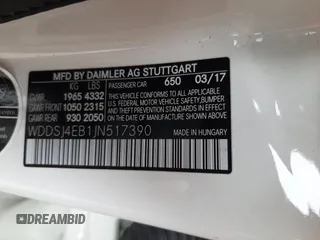 MFD BY DAIMLER AG STUTTGART
KG LBS PASSENGER CAR 650 03/17
GVWR 1965 4332
GAWR FRONT 1050 2315
GAWR REAR 930 2050
THIS VEHICLE CONFORMS TO ALL APPLICABLE FEDERAL MOTOR VEHICLE SAFETY, BUMPER, AND THEFT PREVENTION STANDARDS IN EFFECT ON THE DATE OF MANUFACTURE SHOWN ABOVE.
WDDSJ4EB1JN517390
MADE IN HUNGARY
DREAMBID